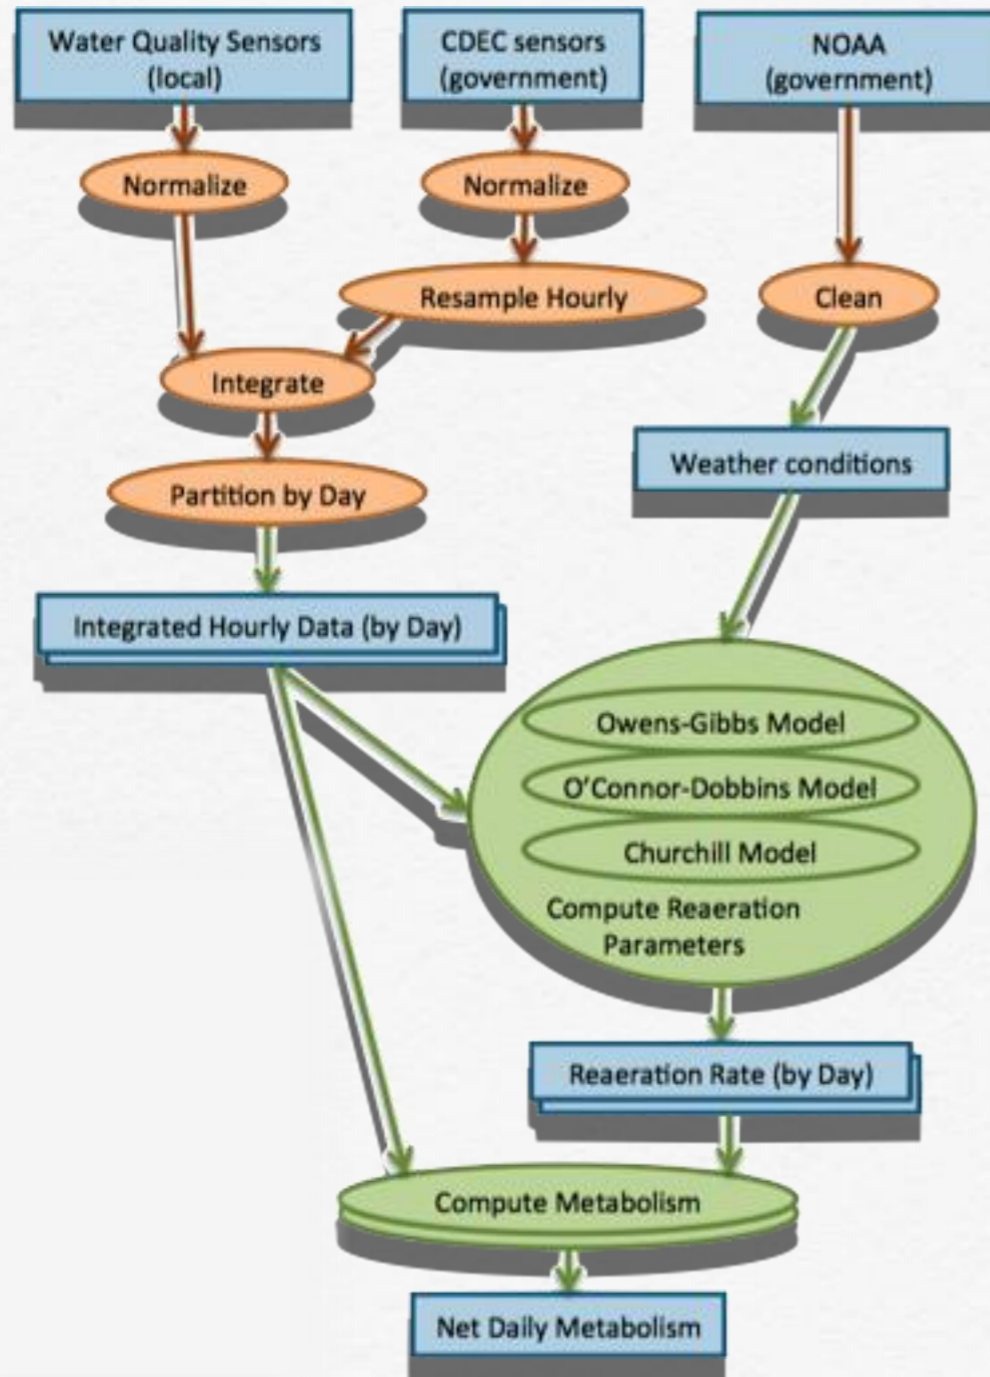 Water Quality Sensors
(local)
CDEC sensors
(government)
NOAA
(government)
Normalize
Normalize
Resample Hourly
Clean
Integrate
Weather conditions
Partition by Day
Integrated Hourly Data (by Day)
Owens-Gibbs Model
O'Connor-Dobbins Model
Churchill Model
Compute Reaeration
Parameters
Reaeration Rate (by Day)
Compute Metabolism
Net Daily Metabolism